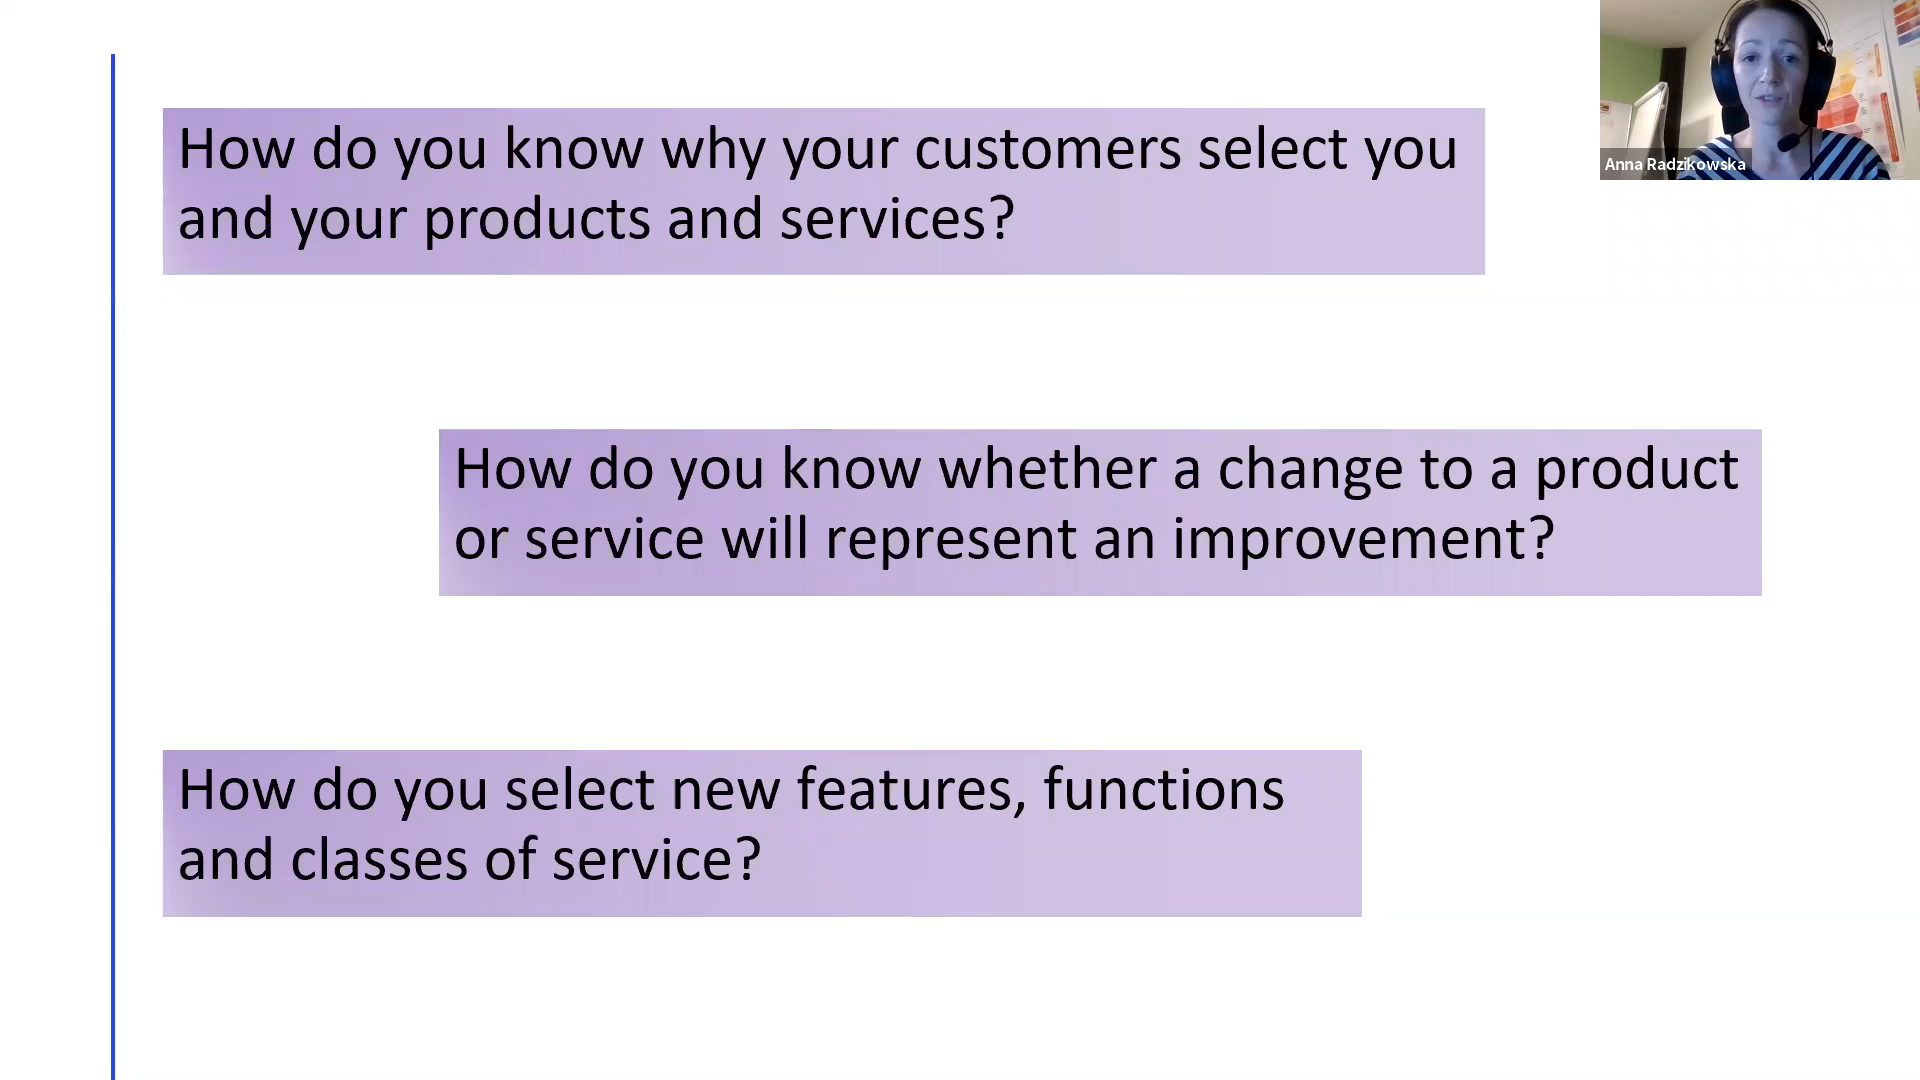 How do you know why your customers select you
and your products and services?
Anna Radzikowska
How do you know whether a change to a product
or service will represent an improvement?
How do you select new features, functions
and classes of service?